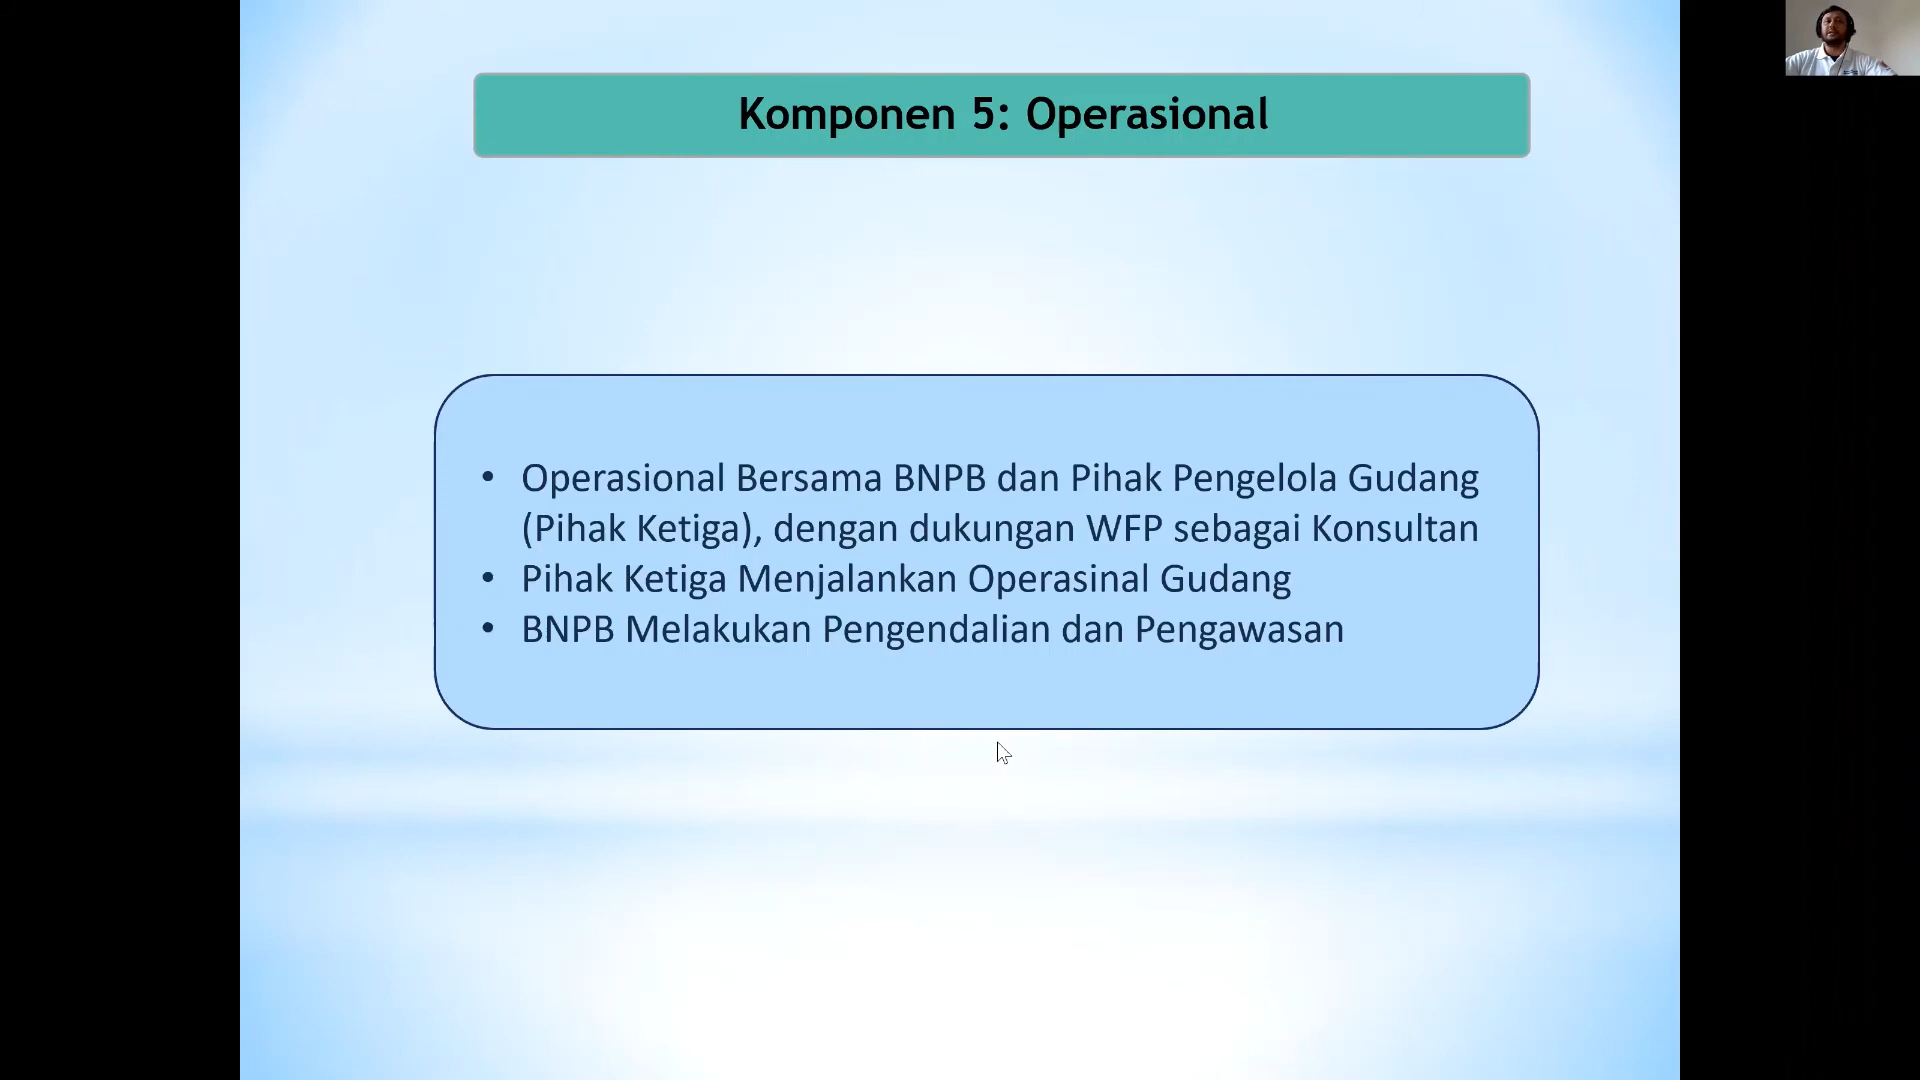 Komponen 5: Operasional
• Operasional Bersama BNPB dan Pihak Pengelola Gudang
(Pihak Ketiga), dengan dukungan WFP sebagai Konsultan
• Pihak Ketiga Menjalankan Operasinal Gudang
• BNPB Melakukan Pengendalian dan Pengawasan